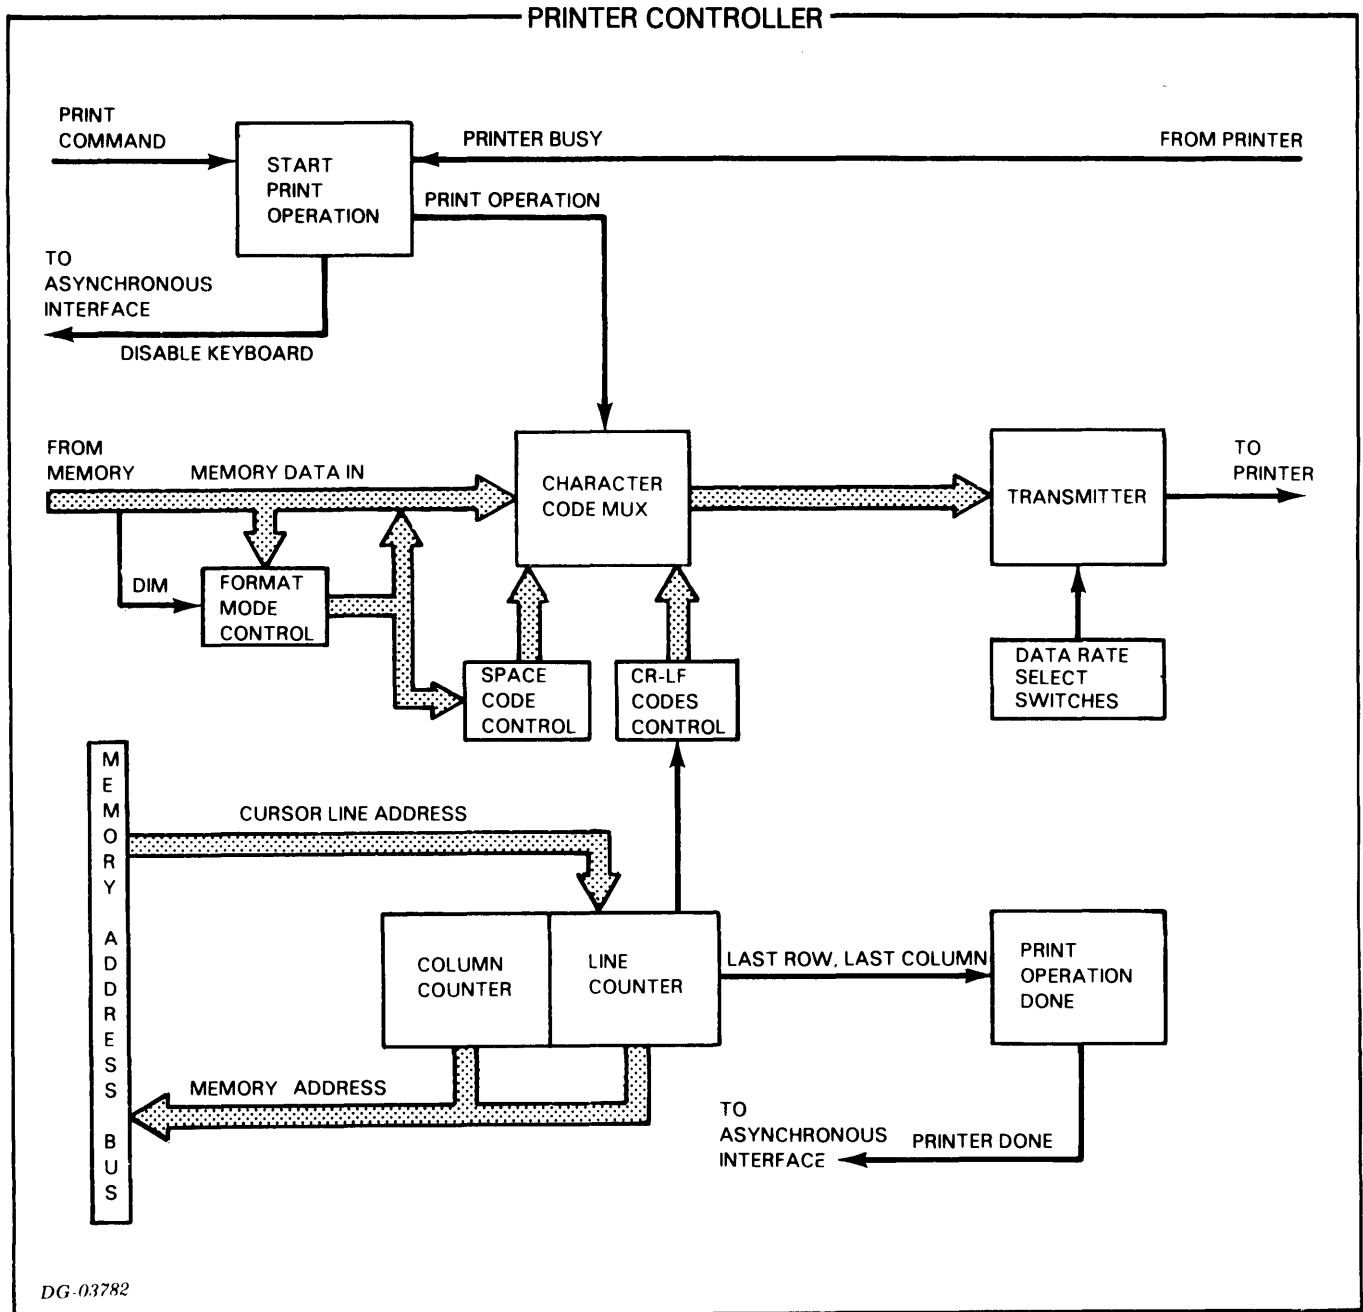 PRINTER CONTROLLER
PRINT
COMMAND
START
PRINT
OPERATION
PRINTER BUSY
FROM PRINTER
PRINT OPERATION
TO
ASYNCHRONOUS
INTERFACE
DISABLE KEYBOARD
FROM
MEMORY
MEMORY DATA IN
CHARACTER
CODE MUX
TRANSMITTER
TO
PRINTER
DIM
FORMAT
MODE
CONTROL
SPACE
CODE
CONTROL
CR-LF
CODES
CONTROL
DATA RATE
SELECT
SWITCHES
MEMORY ADDRESS BUS
CURSOR LINE ADDRESS
COLUMN
COUNTER
LINE
COUNTER
LAST ROW, LAST COLUMN
PRINT
OPERATION
DONE
MEMORY ADDRESS
TO
ASYNCHRONOUS
INTERFACE
PRINTER DONE
DG-03782